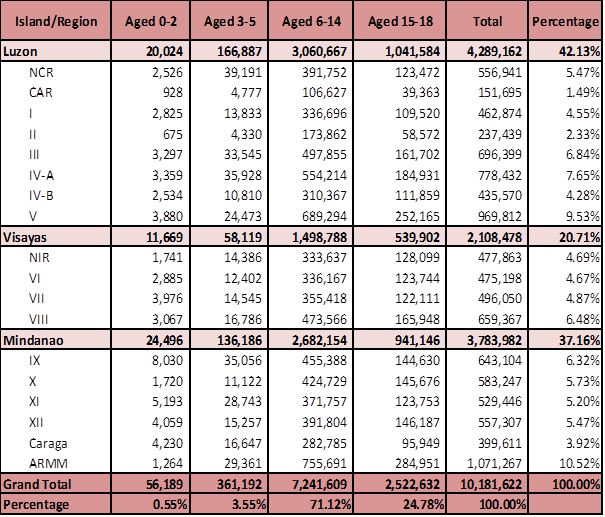 Island/Region Aged 0-2 Aged 3-5 Aged 6-14 Aged 15-18 Total Percentage
Luzon 20,024 166,887 3,060,667 1,041,584 4,289,162 42.13%
NCR 2,526 39,191 391,752 123,472 556,941 5.47%
CAR 928 4,777 106,627 39,363 151,695 1.49%
I 2,825 13,833 336,696 109,520 462,874 4.55%
II 675 4,330 173,862 58,572 237,439 2.33%
III 3,297 33,545 497,855 161,702 696,399 6.84%
IV-A 3,359 35,928 554,214 184,931 778,432 7.65%
IV-B 2,534 10,810 310,367 111,859 435,570 4.28%
V 3,880 24,473 689,294 252,165 969,812 9.53%
Visayas 11,669 58,119 1,498,788 539,902 2,108,478 20.71%
NIR 1,741 14,386 333,637 128,099 477,863 4.69%
VI 2,885 12,402 336,167 123,744 475,198 4.67%
VII 3,976 14,545 355,418 122,111 496,050 4.87%
VIII 3,067 16,786 473,566 165,948 659,367 6.48%
Mindanao 24,496 136,186 2,682,154 941,146 3,783,982 37.16%
IX 8,030 35,056 455,388 144,630 643,104 6.32%
X 1,720 11,122 424,729 145,676 583,247 5.73%
XI 5,193 28,743 371,757 123,753 529,446 5.20%
XII 4,059 15,257 391,804 146,187 557,307 5.47%
Caraga 4,230 16,647 282,785 95,949 399,611 3.92%
ARMM 1,264 29,361 755,691 284,951 1,071,267 10.52%
Grand Total 56,189 361,192 7,241,609 2,522,632 10,181,622 100.00%
Percentage 0.55% 3.55% 71.12% 24.78% 100.00%